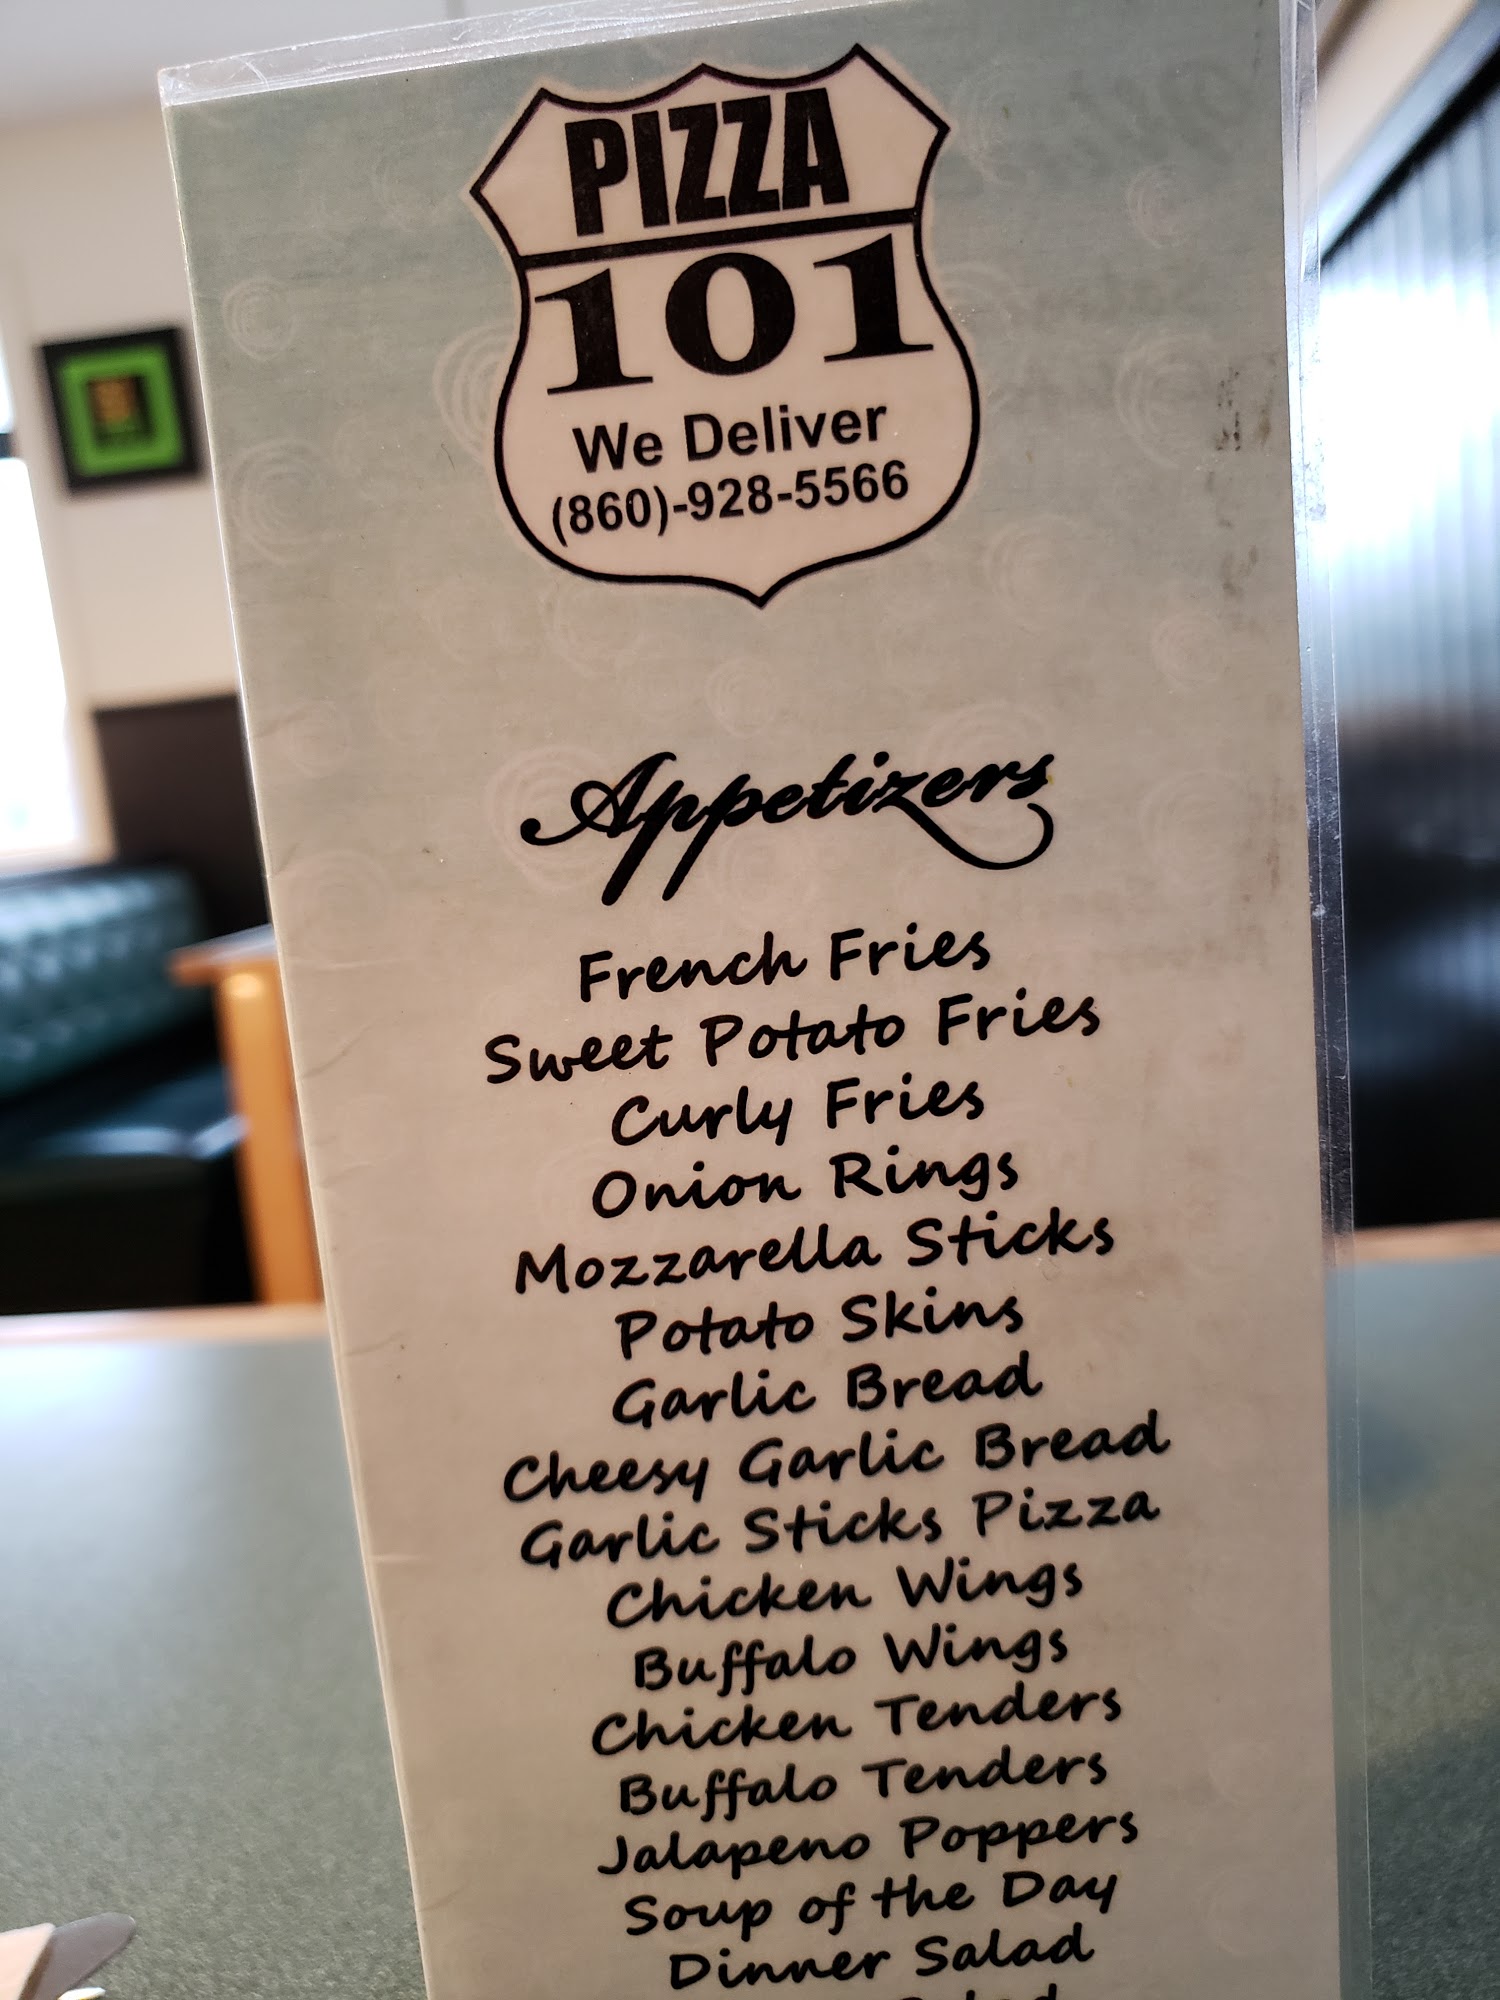 PIZZA
101
We Deliver
(860)-928-5566
Appetizers
French Fries
Sweet Potato Fries
Curly Fries
Onion Rings
Mozzarella Sticks
Potato Skins
Garlic Bread
Cheesy Garlic Bread
Garlic Sticks Pizza
Chicken Wings
Buffalo Wings
Chicken Tenders
Buffalo Tenders
Jalapeno Poppers
Soup of the Day
Dinner Salad